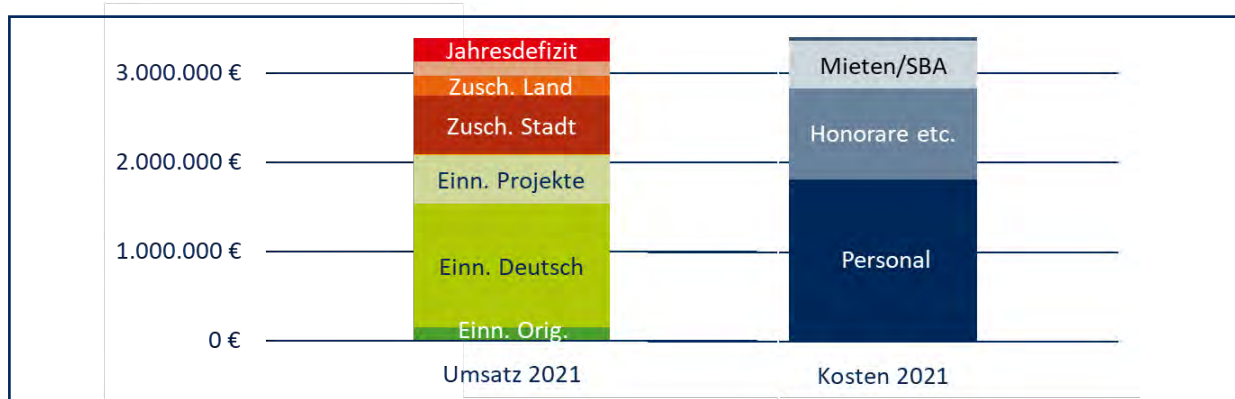 Jahresdefizit
3.000.000 €
Mieten/SBA
Zusch. Land
Zusch. Stadt
Honorare etc.
2.000.000 €
Einn. Projekte
1.000.000 €
Einn. Deutsch
Personal
Einn. Orig.
0 €
Umsatz 2021
Kosten 2021